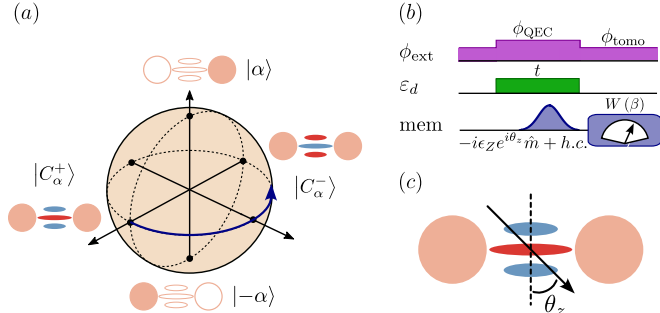 (a)
|α⟩
|C_α^+⟩
|C_α^-⟩
|-α⟩
(b)
ϕ_ext
ϕ_QEC
ϕ_tomo
ε_d
t
mem
W (β)
-iϵ_Z e^{iθ_z} m̂ + h.c.
(c)
θ_z